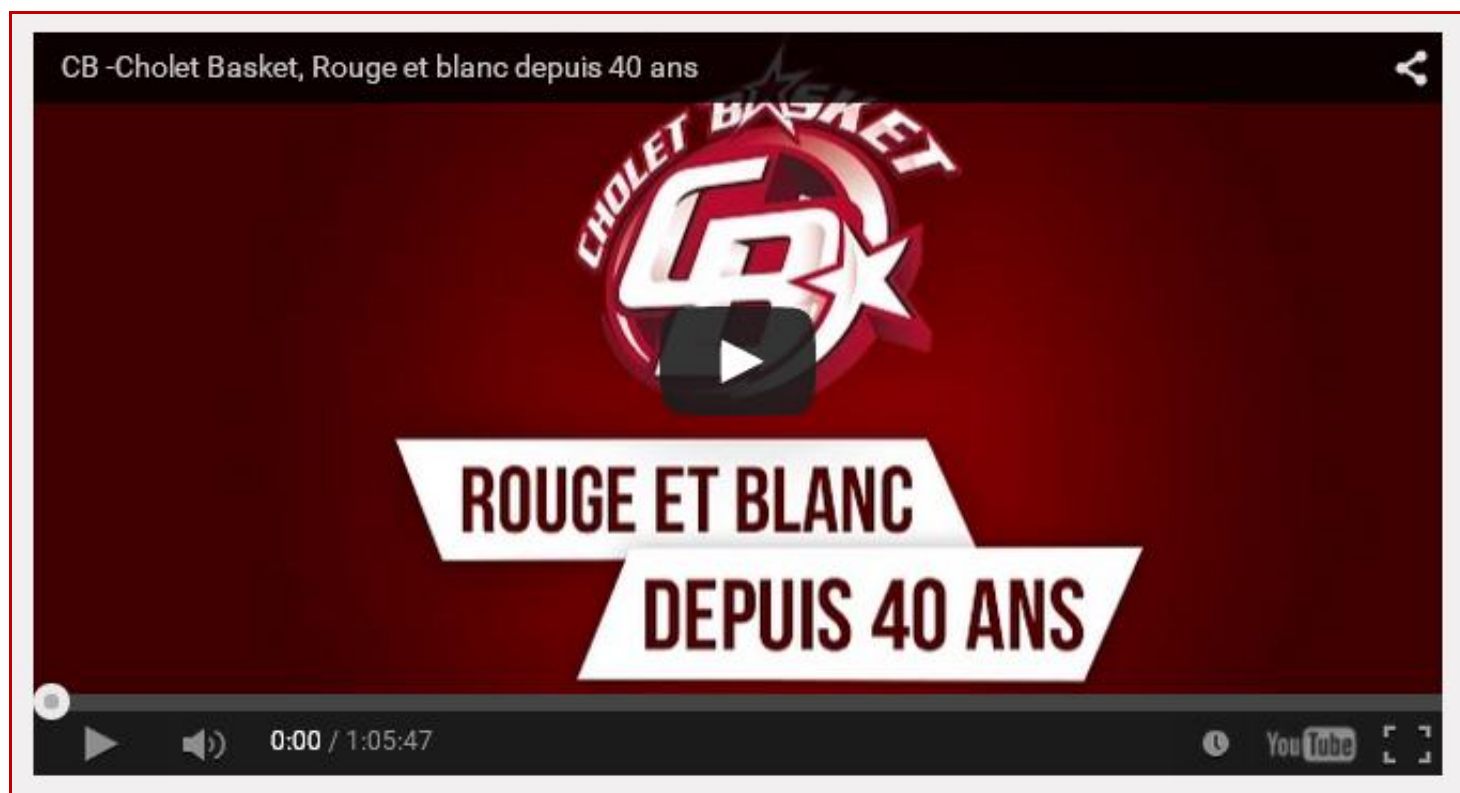 CB -Cholet Basket, Rouge et blanc depuis 40 ans
CHOLET BASKET
CB
ROUGE ET BLANC
DEPUIS 40 ANS
0:00 / 1:05:47
YouTube